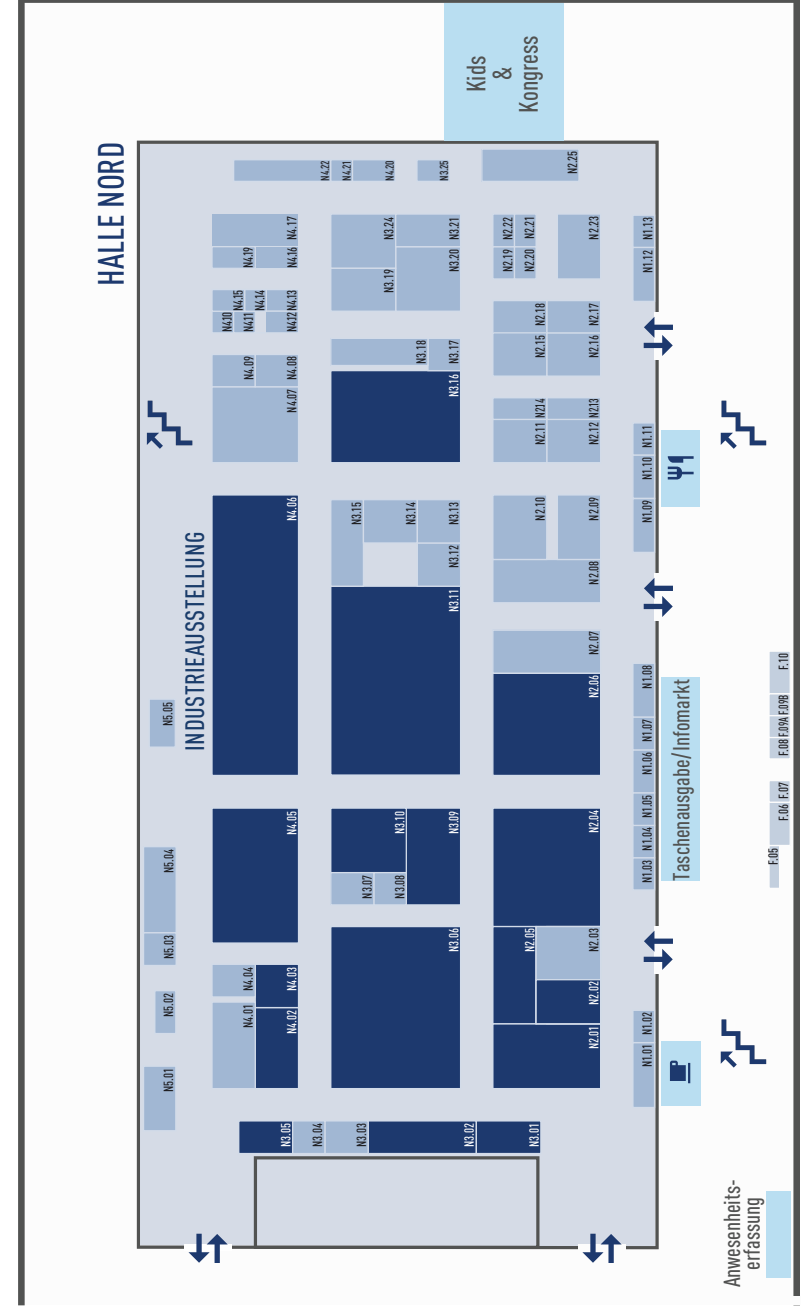 Kids
&
Kongress
HALLE NORD
INDUSTRIEAUSSTELLUNG
N4.22
N4.21
N4.20
N3.25
N2.25
N4.17
N4.19
N4.16
N3.24
N3.21
N3.19
N3.20
N2.22
N2.21
N2.19
N2.20
N2.23
N1.13
N1.12
N4.15
N4.14
N4.13
N4.10
N4.11
N4.12
N2.18
N2.17
N2.15
N2.16
N4.09
N4.08
N4.07
N3.18
N3.17
N3.16
N2.14
N2.13
N2.11
N2.12
N1.11
N1.10
N1.09
N4.06
N3.15
N3.14
N3.13
N3.12
N3.11
N2.10
N2.09
N2.08
N2.07
N2.06
N1.08
N1.07
N1.06
N1.05
N1.04
N1.03
Taschenausgabe/Infomarkt
F.10
F.09B
F.09A
F.08
F.07
F.06
F.05
N5.05
N5.04
N5.03
N5.02
N5.01
N4.05
N4.04
N4.03
N4.01
N4.02
N3.10
N3.09
N3.07
N3.08
N3.06
N2.04
N2.05
N2.03
N2.02
N2.01
N1.02
N1.01
N3.05
N3.04
N3.03
N3.02
N3.01
Anwesenheits-
erfassung